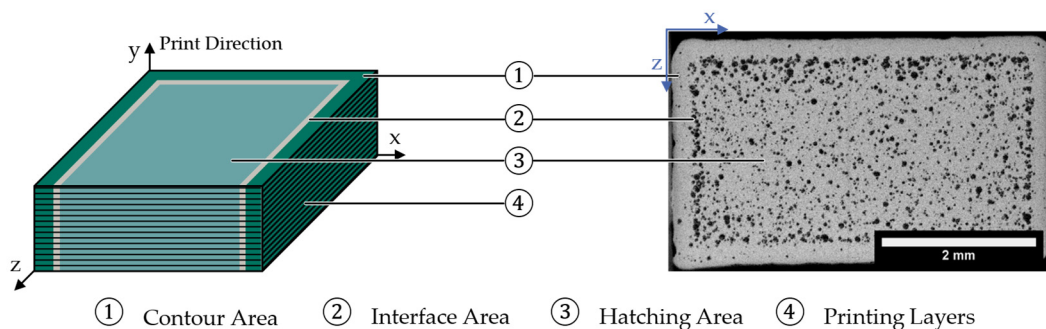 y Print Direction
x
z
①
②
x
③
④
z
2 mm
① Contour Area ② Interface Area ③ Hatching Area ④ Printing Layers